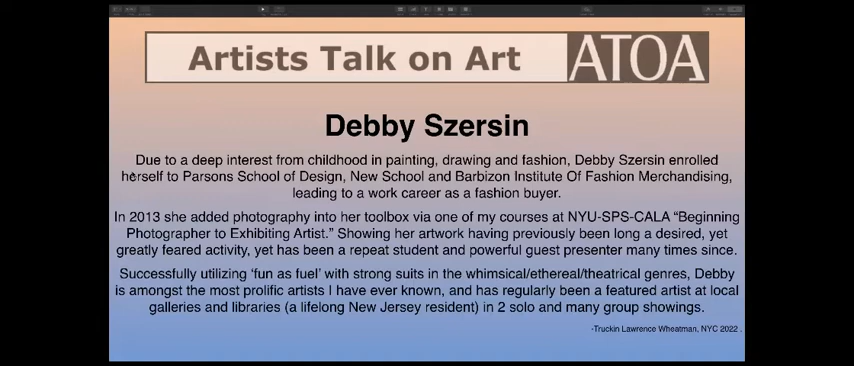 Artists Talk on Art ATOA
Debby Szersin
Due to a deep interest from childhood in painting, drawing and fashion, Debby Szersin enrolled
herself to Parsons School of Design, New School and Barbizon Institute Of Fashion Merchandising,
leading to a work career as a fashion buyer.
In 2013 she added photography into her toolbox via one of my courses at NYU-SPS-CALA “Beginning
Photographer to Exhibiting Artist.” Showing her artwork having previously been long a desired, yet
greatly feared activity, yet has been a repeat student and powerful guest presenter many times since.
Successfully utilizing ‘fun as fuel’ with strong suits in the whimsical/ethereal/theatrical genres, Debby
is amongst the most prolific artists I have ever known, and has regularly been a featured artist at local
galleries and libraries (a lifelong New Jersey resident) in 2 solo and many group showings.
-Truckin Lawrence Wheatman, NYC 2022 .